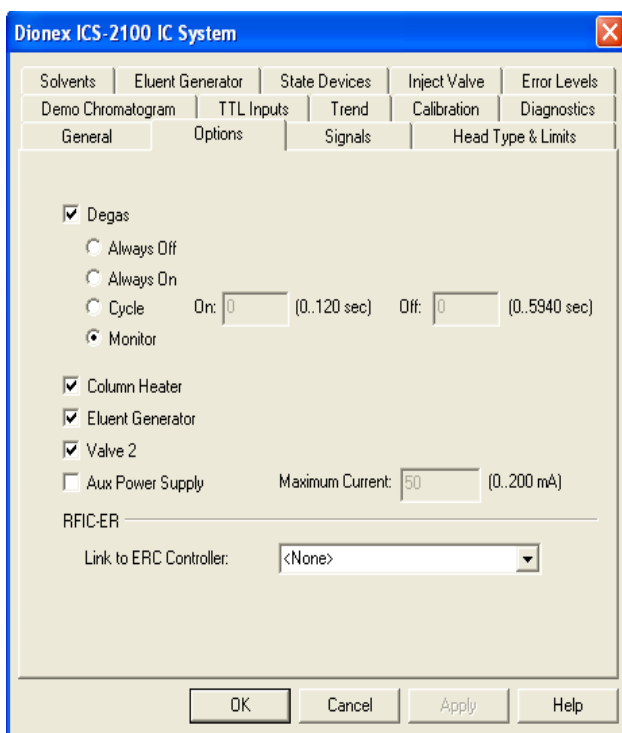 Dionex ICS-2100 IC System
Solvents Eluent Generator State Devices Inject Valve Error Levels
Demo Chromatogram TTL Inputs Trend Calibration Diagnostics
General Options Signals Head Type & Limits
Degas
Always Off
Always On
Cycle On: 0 (0..120 sec) Off: 0 (0..5940 sec)
Monitor
Column Heater
Eluent Generator
Valve 2
Aux Power Supply Maximum Current: 50 (0..200 mA)
RFIC-ER
Link to ERC Controller: <None>
OK Cancel Apply Help